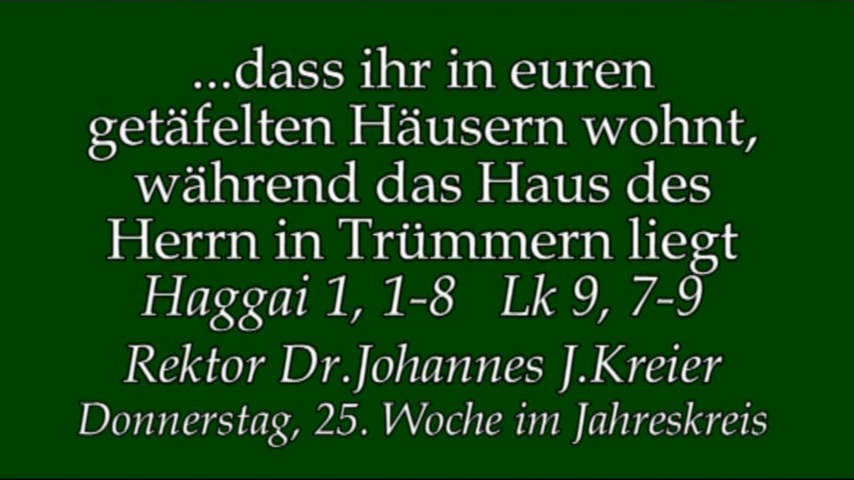 ...dass ihr in euren
getäfelten Häusern wohnt,
während das Haus des
Herrn in Trümmern liegt
Haggai 1, 1-8 Lk 9, 7-9
Rektor Dr.Johannes J.Kreier
Donnerstag, 25. Woche im Jahreskreis